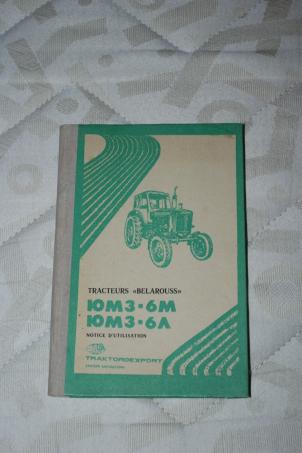 TRACTEURS «BELAROUSS»
ЮМЗ-6М
ЮМЗ-6Л
NOTICE D'UTILISATION
TRAKTOROEXPORT